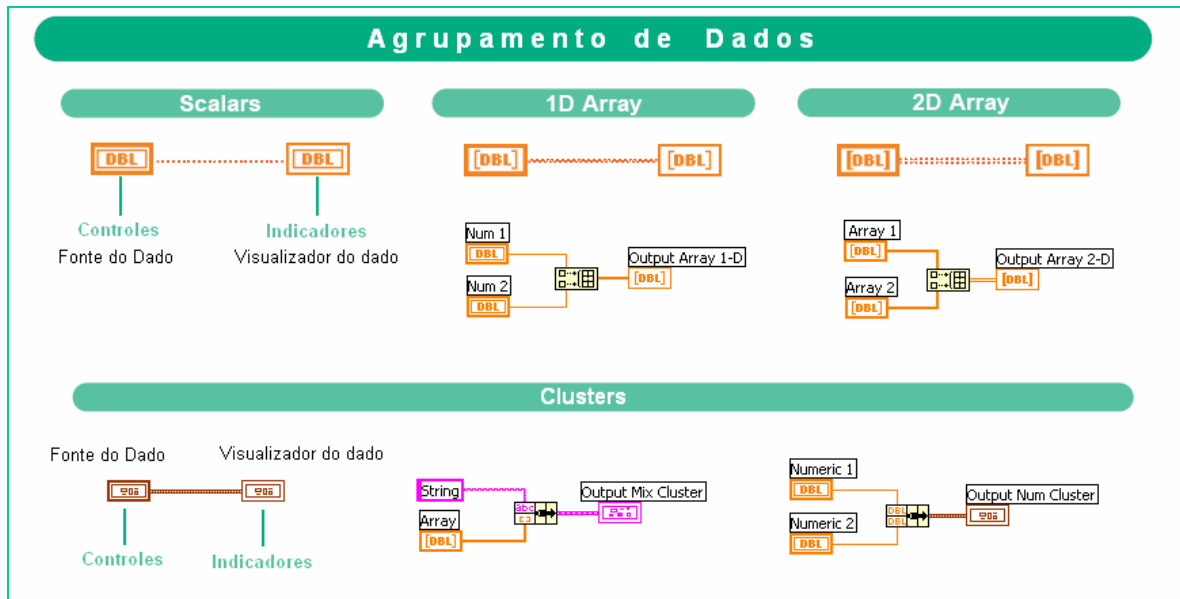 Agrupamento de Dados
Scalars
DBL
DBL
Controles
Fonte do Dado
Indicadores
Visualizador do dado
1D Array
[DBL]
[DBL]
Num 1
DBL
Num 2
DBL
Output Array 1-D
[DBL]
2D Array
[DBL]
[DBL]
Array 1
[DBL]
Array 2
[DBL]
Output Array 2-D
[DBL]
Clusters
Fonte do Dado
Visualizador do dado
Controles
Indicadores
String
Array
[DBL]
abc
Output Mix Cluster
Numeric 1
DBL
Numeric 2
DBL
DBL
DBL
Output Num Cluster